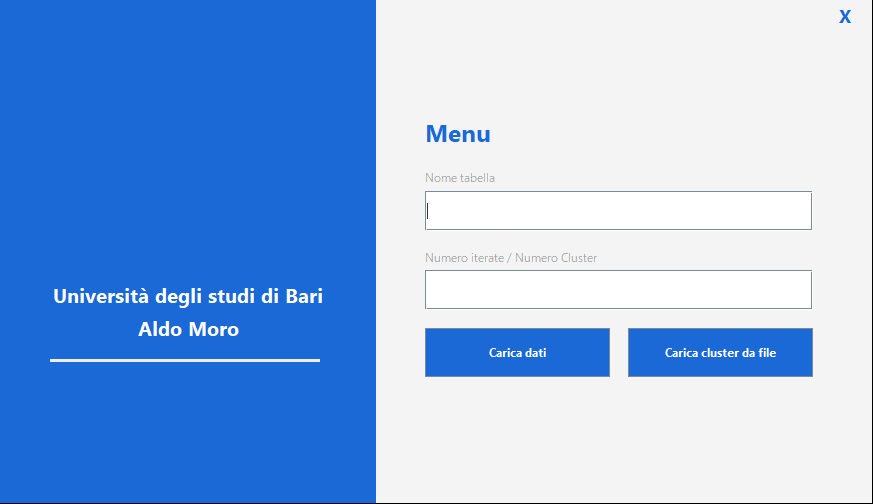 X
Menu
Nome tabella
Numero iterate / Numero Cluster
Università degli studi di Bari
Aldo Moro
Carica dati
Carica cluster da file